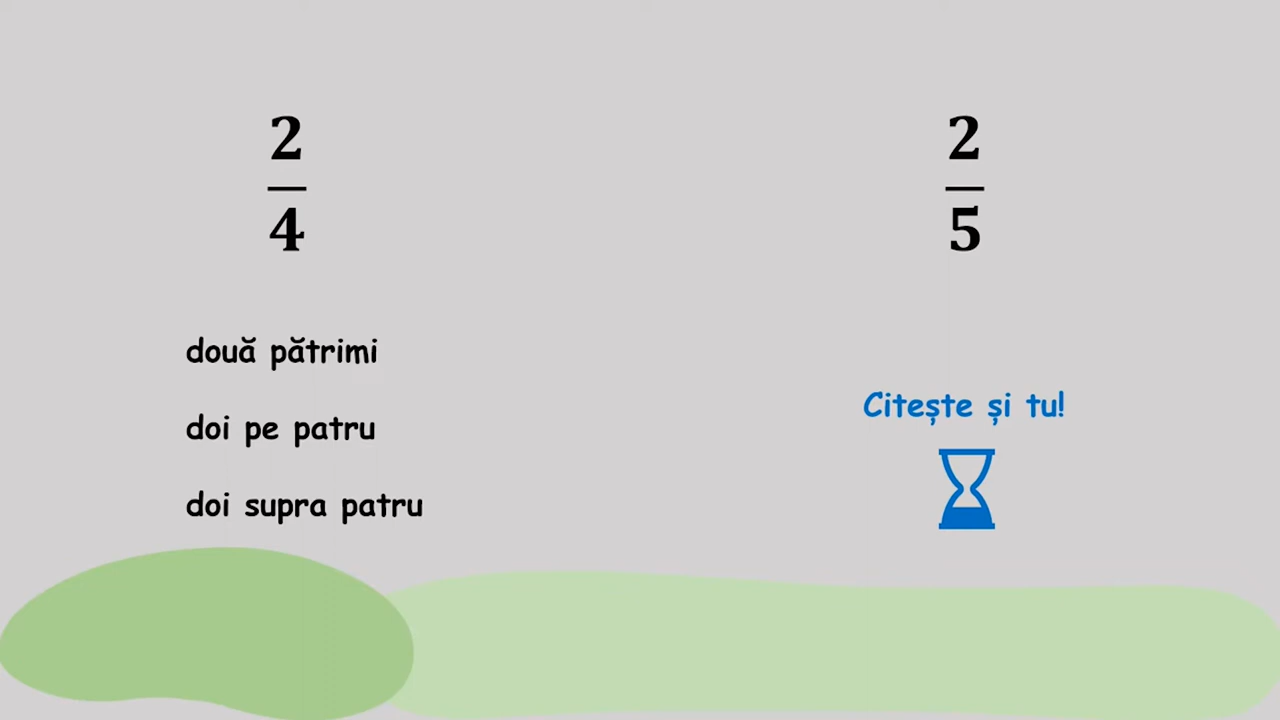 2
4
două pătrimi
doi pe patru
doi supra patru
2
5
Citește și tu!